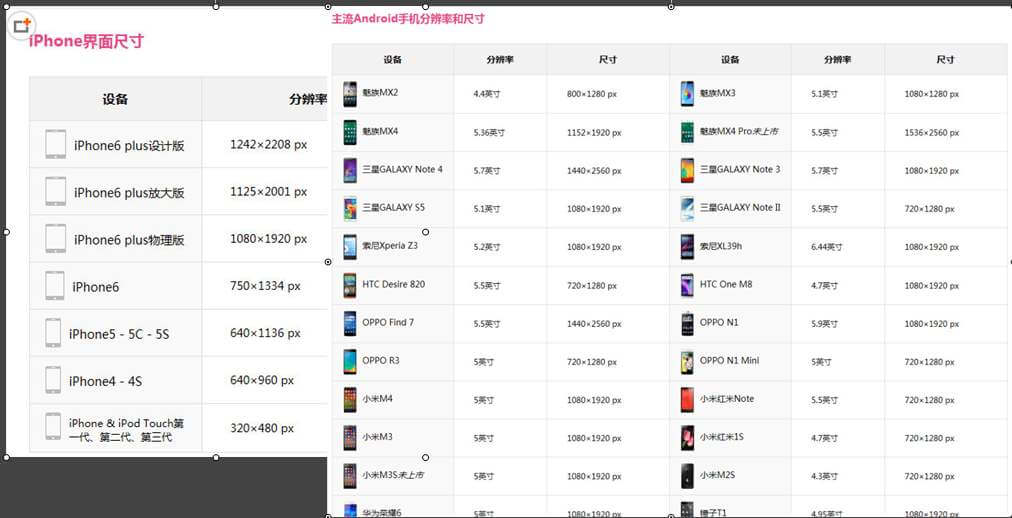 iPhone界面尺寸
设备 分辨率
iPhone6 plus设计版 1242×2208 px
iPhone6 plus放大版 1125×2001 px
iPhone6 plus物理版 1080×1920 px
iPhone6 750×1334 px
iPhone5 - 5C - 5S 640×1136 px
iPhone4 - 4S 640×960 px
iPhone & iPod Touch第
一代、第二代、第三代 320×480 px
主流Android手机分辨率和尺寸
设备 分辨率 尺寸 设备 分辨率 尺寸
魅族MX2 4.4英寸 800×1280 px 魅族MX3 5.1英寸 1080×1280 px
魅族MX4 5.36英寸 1152×1920 px 魅族MX4 Pro未上市 5.5英寸 1536×2560 px
三星GALAXY Note 4 5.7英寸 1440×2560 px 三星GALAXY Note 3 5.7英寸 1080×1920 px
三星GALAXY S5 5.1英寸 1080×1920 px 三星GALAXY Note II 5.5英寸 720×1280 px
索尼Xperia Z3 5.2英寸 1080×1920 px 索尼XL39h 6.44英寸 1080×1920 px
HTC Desire 820 5.5英寸 720×1280 px HTC One M8 4.7英寸 1080×1920 px
OPPO Find 7 5.5英寸 1440×2560 px OPPO N1 5.9英寸 1080×1920 px
OPPO R3 5英寸 720×1280 px OPPO N1 Mini 5英寸 720×1280 px
小米M4 5英寸 1080×1920 px 小米红米Note 5.5英寸 720×1280 px
小米M3 5英寸 1080×1920 px 小米红米1S 4.7英寸 720×1280 px
小米M3S未上市 5英寸 1080×1920 px 小米M2S 4.3英寸 720×1280 px
华为荣耀6 5英寸 1080×1920 px 锤子T1 4.95英寸 1080×1920 px